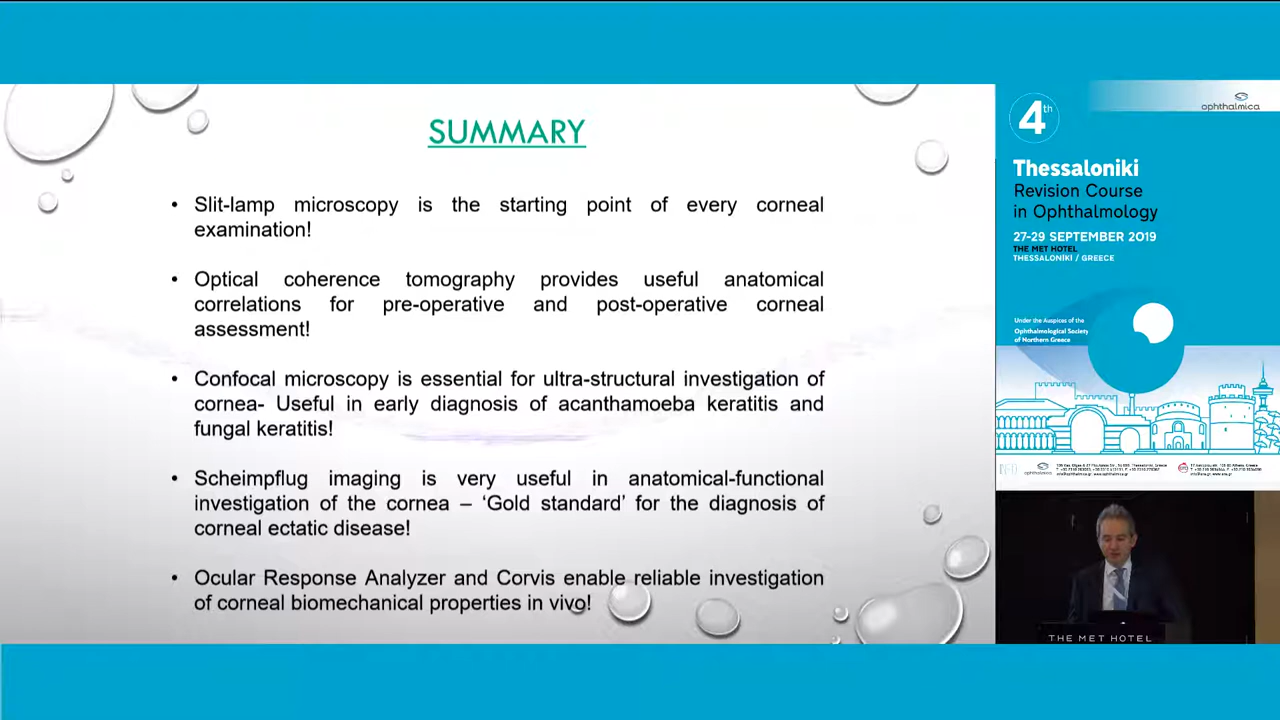 SUMMARY
• Slit-lamp microscopy is the starting point of every corneal
examination!
• Optical coherence tomography provides useful anatomical
correlations for pre-operative and post-operative corneal
assessment!
• Confocal microscopy is essential for ultra-structural investigation of
cornea- Useful in early diagnosis of acanthamoeba keratitis and
fungal keratitis!
• Scheimpflug imaging is very useful in anatomical-functional
investigation of the cornea – ‘Gold standard’ for the diagnosis of
corneal ectatic disease!
• Ocular Response Analyzer and Corvis enable reliable investigation
of corneal biomechanical properties in vivo!
ophthalmica
4th
Thessaloniki
Revision Course
in Ophthalmology
27-29 SEPTEMBER 2019
THE MET HOTEL
THESSALONIKI / GREECE
Under the Auspices of the
Ophthalmological Society
of Northern Greece
ophthalmica
THE MET HOTEL